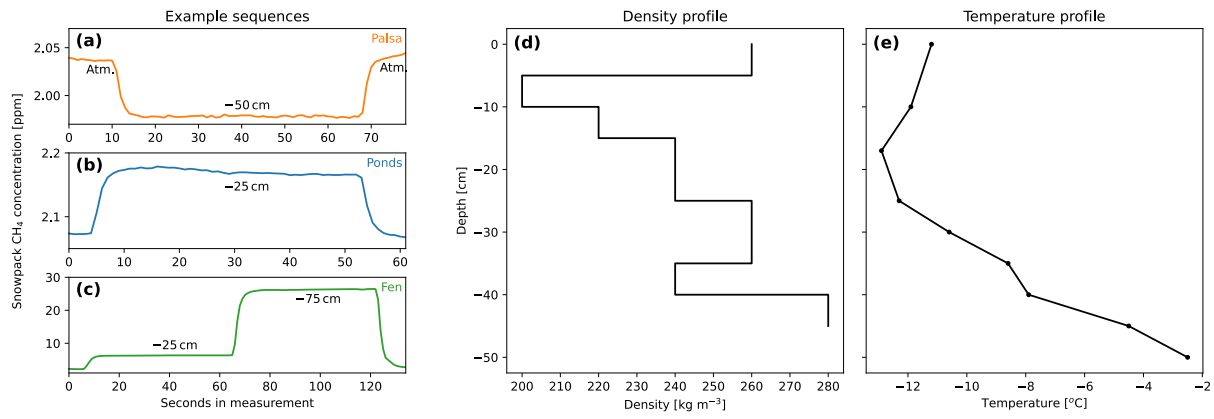 Example sequences
Snowpack CH₄ concentration [ppm]
(a)
Palsa
Atm.
Atm.
−50 cm
2.05
2.00
0 10 20 30 40 50 60 70
(b)
Ponds
−25 cm
2.2
2.1
0 10 20 30 40 50 60
(c)
Fen
−75 cm
−25 cm
30
20
10
0 20 40 60 80 100 120
Seconds in measurement
Density profile
(d)
Depth [cm]
0
−10
−20
−30
−40
−50
200 210 220 230 240 250 260 270 280
Density [kg m⁻³]
Temperature profile
(e)
−12 −10 −8 −6 −4 −2
Temperature [°C]